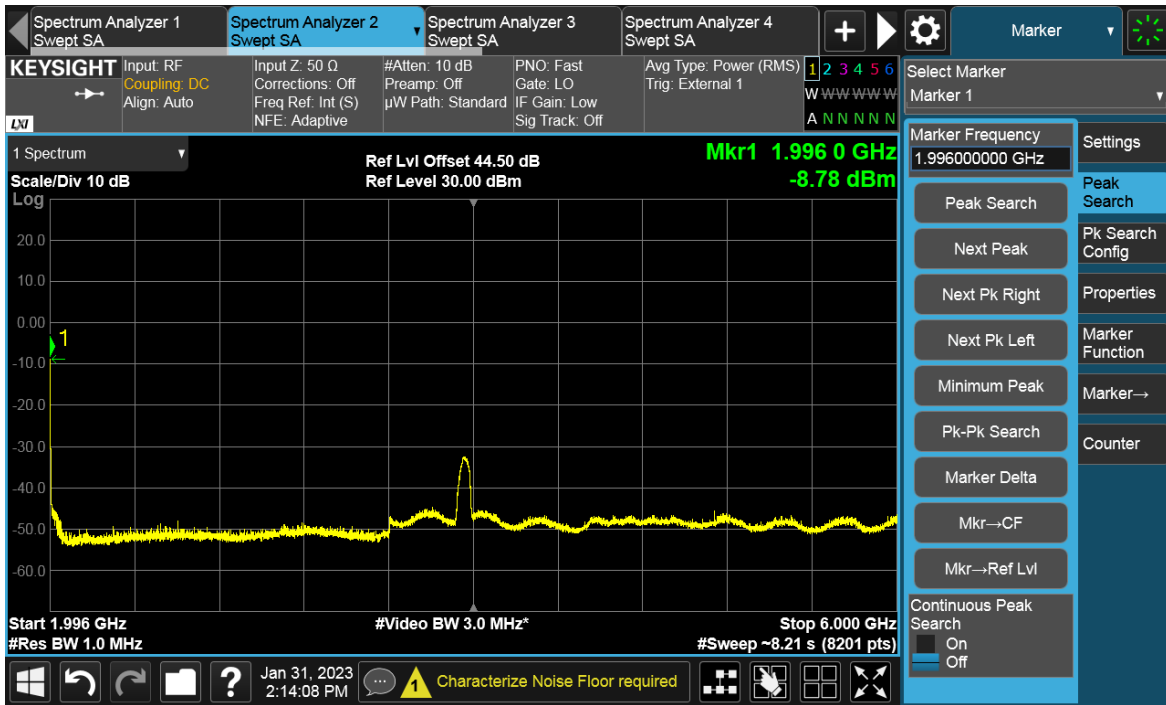 Spectrum Analyzer 1
Swept SA
Spectrum Analyzer 2
Swept SA
Spectrum Analyzer 3
Swept SA
Spectrum Analyzer 4
Swept SA
Marker
KEYSIGHT
LXI
Input: RF
Coupling: DC
Align: Auto
Input Z: 50 Ω
Corrections: Off
Freq Ref: Int (S)
NFE: Adaptive
#Atten: 10 dB
Preamp: Off
µW Path: Standard
PNO: Fast
Gate: LO
IF Gain: Low
Sig Track: Off
Avg Type: Power (RMS)
Trig: External 1
1 2 3 4 5 6
W W W W W W
A N N N N N
Select Marker
Marker 1
1 Spectrum
Scale/Div 10 dB
Log
Ref Lvl Offset 44.50 dB
Ref Level 30.00 dBm
Mkr1 1.996 0 GHz
-8.78 dBm
20.0
10.0
0.00
-10.0
-20.0
-30.0
-40.0
-50.0
-60.0
1
Start 1.996 GHz
#Res BW 1.0 MHz
#Video BW 3.0 MHz*
Stop 6.000 GHz
#Sweep ~8.21 s (8201 pts)
Marker Frequency
1.996000000 GHz
Peak Search
Next Peak
Next Pk Right
Next Pk Left
Minimum Peak
Pk-Pk Search
Marker Delta
Mkr→CF
Mkr→Ref Lvl
Continuous Peak
Search
On
Off
Settings
Peak
Search
Pk Search
Config
Properties
Marker
Function
Marker→
Counter
?
Jan 31, 2023
2:14:08 PM
1
Characterize Noise Floor required